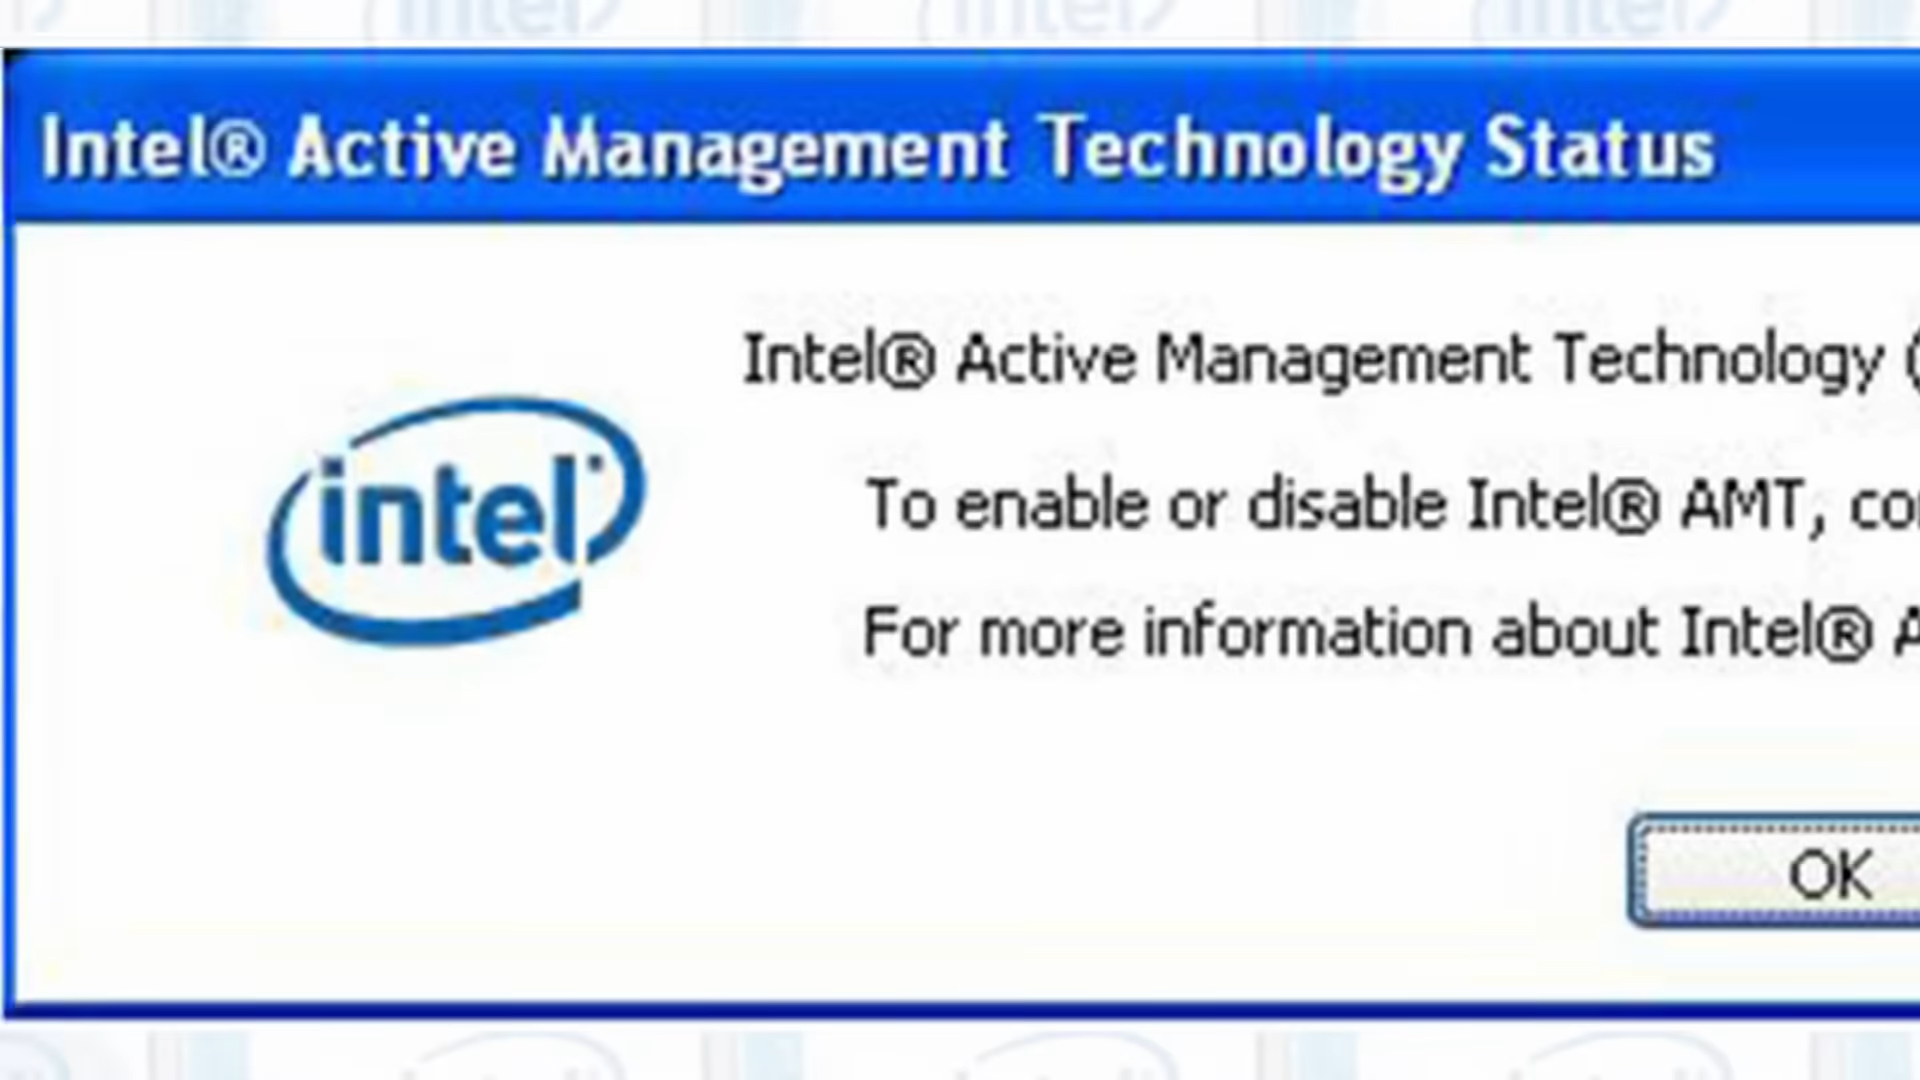 Intel® Active Management Technology Status
Intel® Active Management Technology (
intel
To enable or disable Intel® AMT, co
For more information about Intel® A
OK